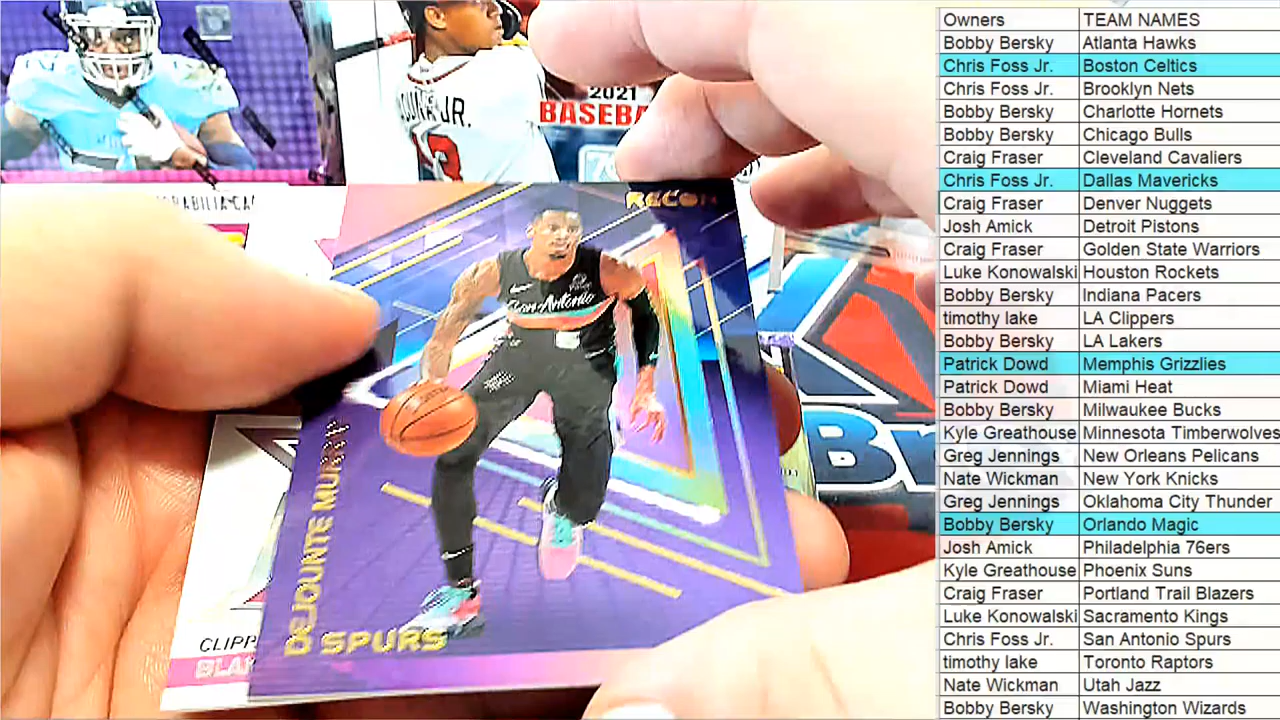 ACUNA JR.
2021
BASEBA
RECON
San Antonio
DEJOUNTE MURRAY
SPURS
CLIPP
BLA
Br
Owners TEAM NAMES
Bobby Bersky Atlanta Hawks
Chris Foss Jr. Boston Celtics
Chris Foss Jr. Brooklyn Nets
Bobby Bersky Charlotte Hornets
Bobby Bersky Chicago Bulls
Craig Fraser Cleveland Cavaliers
Chris Foss Jr. Dallas Mavericks
Craig Fraser Denver Nuggets
Josh Amick Detroit Pistons
Craig Fraser Golden State Warriors
Luke Konowalski Houston Rockets
Bobby Bersky Indiana Pacers
timothy lake LA Clippers
Bobby Bersky LA Lakers
Patrick Dowd Memphis Grizzlies
Patrick Dowd Miami Heat
Bobby Bersky Milwaukee Bucks
Kyle Greathouse Minnesota Timberwolves
Greg Jennings New Orleans Pelicans
Nate Wickman New York Knicks
Greg Jennings Oklahoma City Thunder
Bobby Bersky Orlando Magic
Josh Amick Philadelphia 76ers
Kyle Greathouse Phoenix Suns
Craig Fraser Portland Trail Blazers
Luke Konowalski Sacramento Kings
Chris Foss Jr. San Antonio Spurs
timothy lake Toronto Raptors
Nate Wickman Utah Jazz
Bobby Bersky Washington Wizards